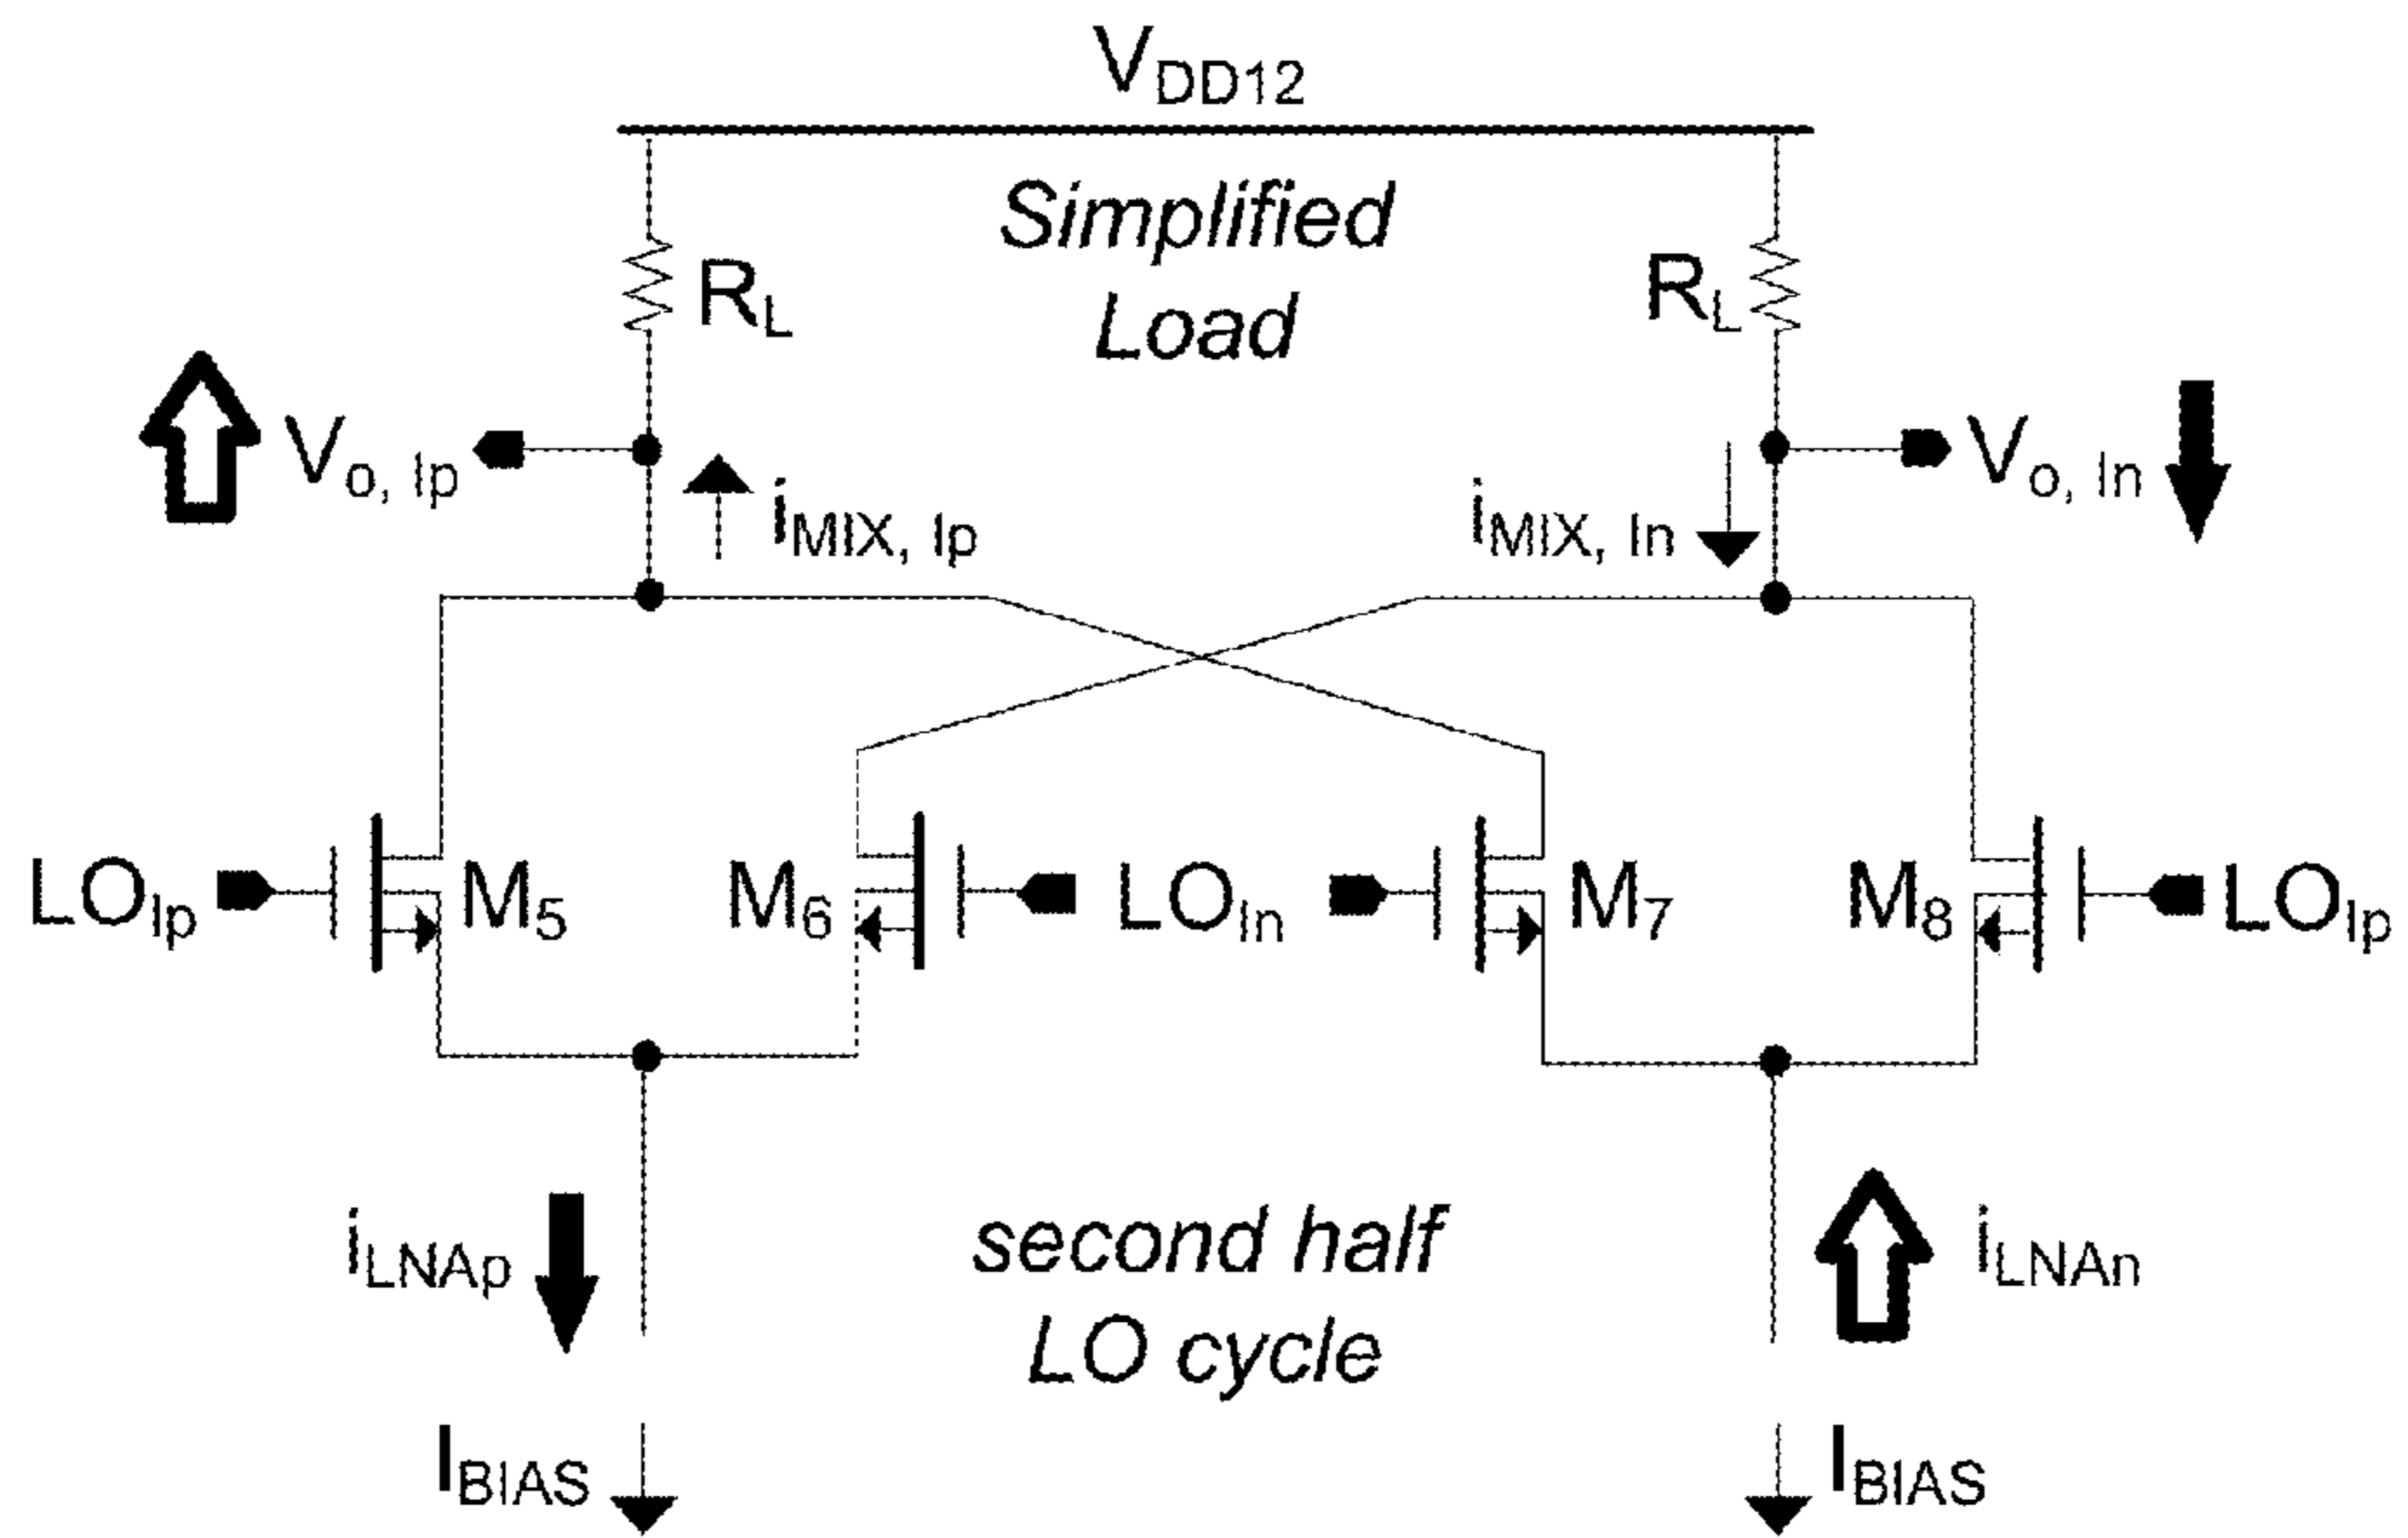 VDD12
Simplified
Load
RL
RL
Vo, Ip
iMIX, Ip
iMIX, In
Vo, In
LOIp
M5
M6
LOIn
M7
M8
LOIp
iLNAp
second half
LO cycle
iLNAn
IBIAS
IBIAS